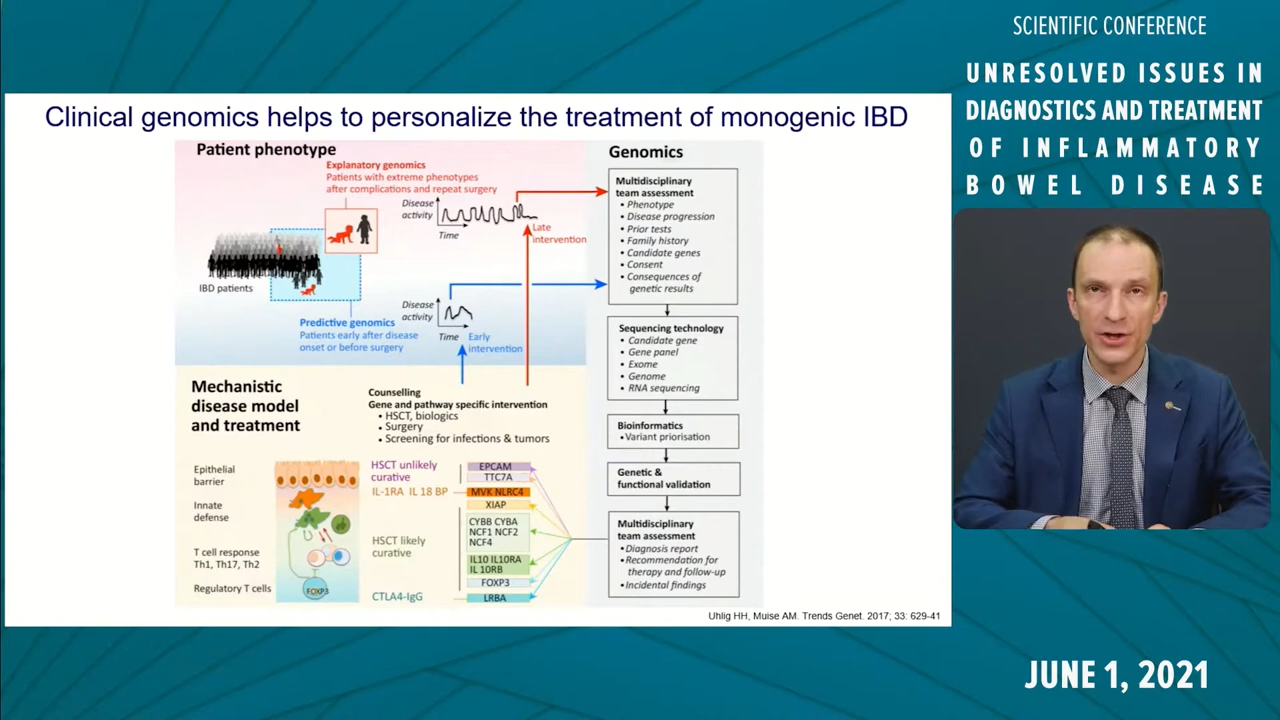 SCIENTIFIC CONFERENCE
UNRESOLVED ISSUES IN
DIAGNOSTICS AND TREATMENT
OF INFLAMMATORY
BOWEL DISEASE
Clinical genomics helps to personalize the treatment of monogenic IBD
Patient phenotype
Explanatory genomics
Patients with extreme phenotypes
after complications and repeat surgery
Disease
activity
Time
Late
intervention
IBD patients
Predictive genomics
Patients early after disease
onset or before surgery
Disease
activity
Time
Early
intervention
Mechanistic
disease model
and treatment
Counselling
Gene and pathway specific intervention
• HSCT, biologics
• Surgery
• Screening for infections & tumors
Epithelial
barrier
Innate
defense
T cell response
Th1, Th17, Th2
Regulatory T cells
FOXP3
HSCT unlikely
curative
IL-1RA IL 18 BP
HSCT likely
curative
CTLA4-IgG
EPCAM
TTC7A
MVK NLRC4
XIAP
CYBB CYBA
NCF1 NCF2
NCF4
IL10 IL10RA
IL 10RB
FOXP3
LRBA
Genomics
Multidisciplinary
team assessment
• Phenotype
• Disease progression
• Prior tests
• Family history
• Candidate genes
• Consent
• Consequences of
genetic results
Sequencing technology
• Candidate gene
• Gene panel
• Exome
• Genome
• RNA sequencing
Bioinformatics
• Variant priorisation
Genetic &
functional validation
Multidisciplinary
team assessment
• Diagnosis report
• Recommendation for
therapy and follow-up
• Incidental findings
Uhlig HH, Muise AM. Trends Genet. 2017; 33: 629-41
JUNE 1, 2021